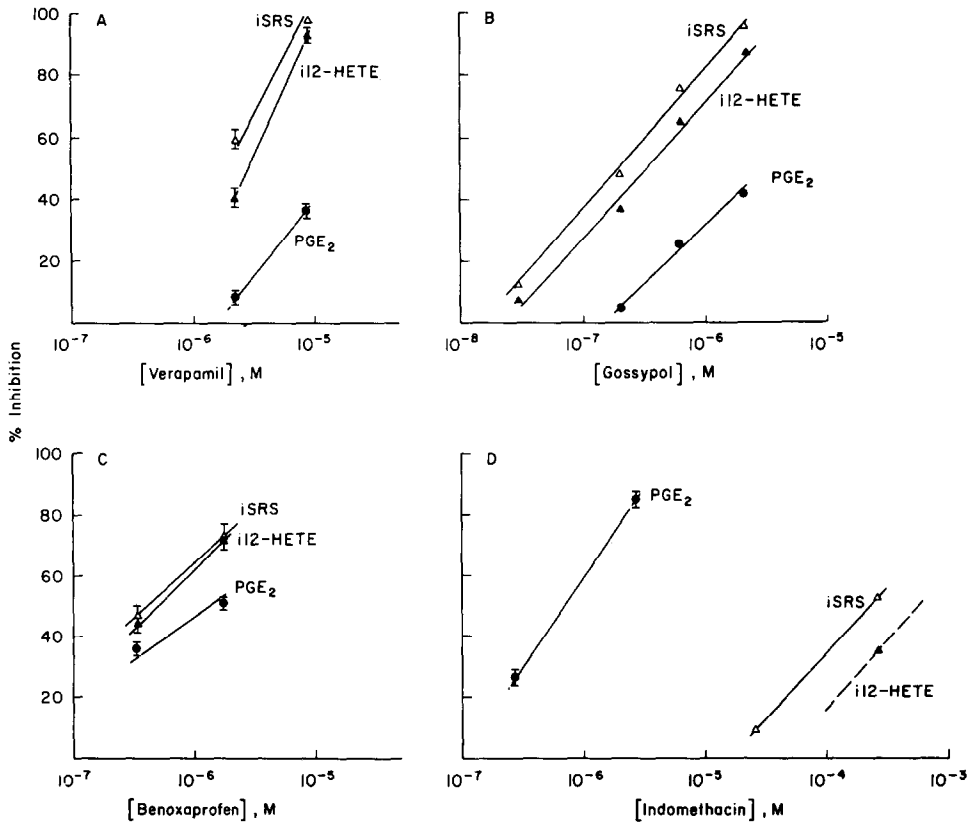 A
iSRS
i12-HETE
PGE₂
100
80
60
40
20
10⁻⁷
10⁻⁶
10⁻⁵
[Verapamil] , M
B
iSRS
i12-HETE
PGE₂
10⁻⁸
10⁻⁷
10⁻⁶
10⁻⁵
[Gossypol] , M
% Inhibition
C
iSRS
i12-HETE
PGE₂
100
80
60
40
20
10⁻⁷
10⁻⁶
10⁻⁵
[Benoxaprofen] , M
D
PGE₂
iSRS
i12-HETE
10⁻⁷
10⁻⁶
10⁻⁵
10⁻⁴
10⁻³
[Indomethacin] , M